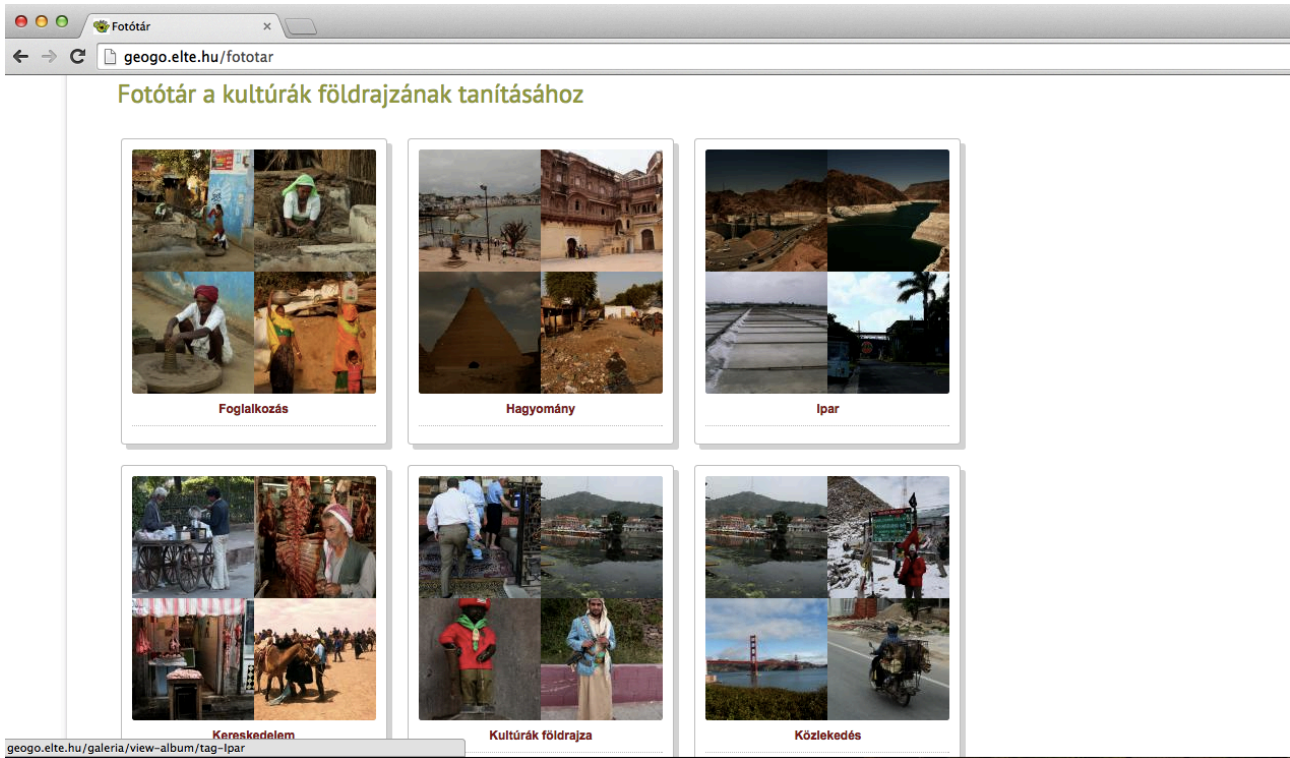 Fotótár
geogo.elte.hu/fototar
Fotótár a kultúrák földrajzának tanításához
Foglalkozás
Hagyomány
Ipar
Kereskedelem
Kultúrák földrajza
Közlekedés
geogo.elte.hu/galeria/view-album/tag-Ipar